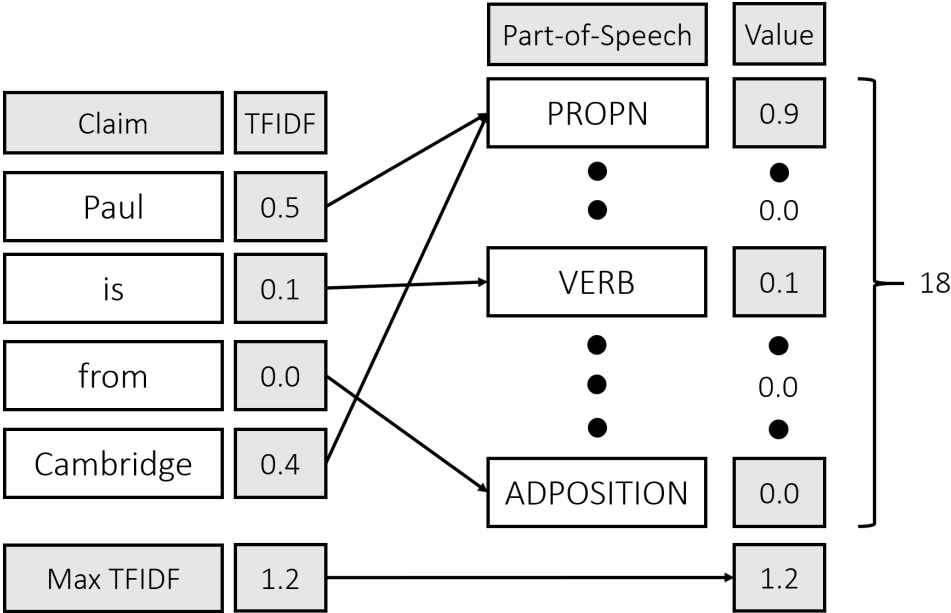 Part-of-Speech Value
Claim TFIDF
PROPN 0.9
Paul 0.5
0.0
is 0.1
VERB 0.1
18
from 0.0
0.0
Cambridge 0.4
ADPOSITION 0.0
Max TFIDF 1.2
1.2